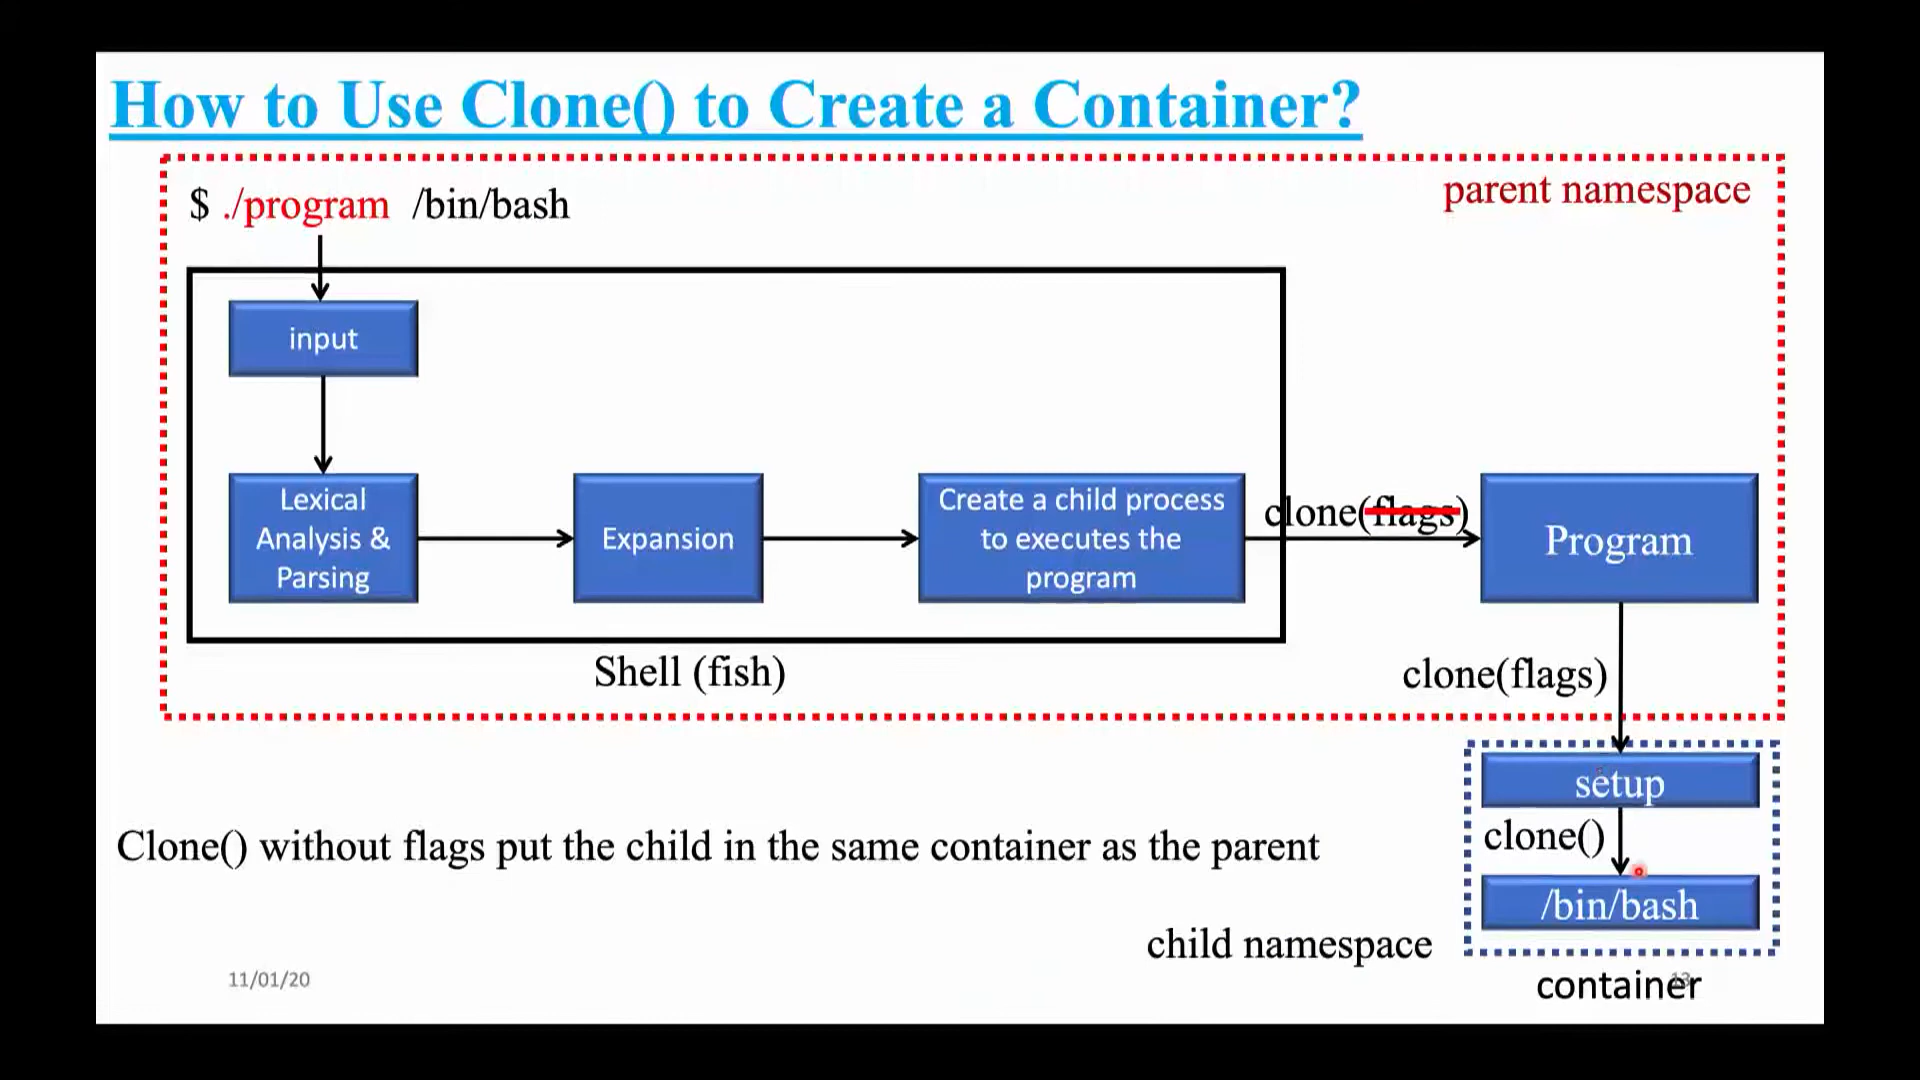 How to Use Clone() to Create a Container?
$ ./program /bin/bash
parent namespace
input
Lexical
Analysis &
Parsing
Expansion
Create a child process
to executes the
program
clone(flags)
Program
Shell (fish)
clone(flags)
setup
clone()
/bin/bash
Clone() without flags put the child in the same container as the parent
child namespace
container
11/01/20
13